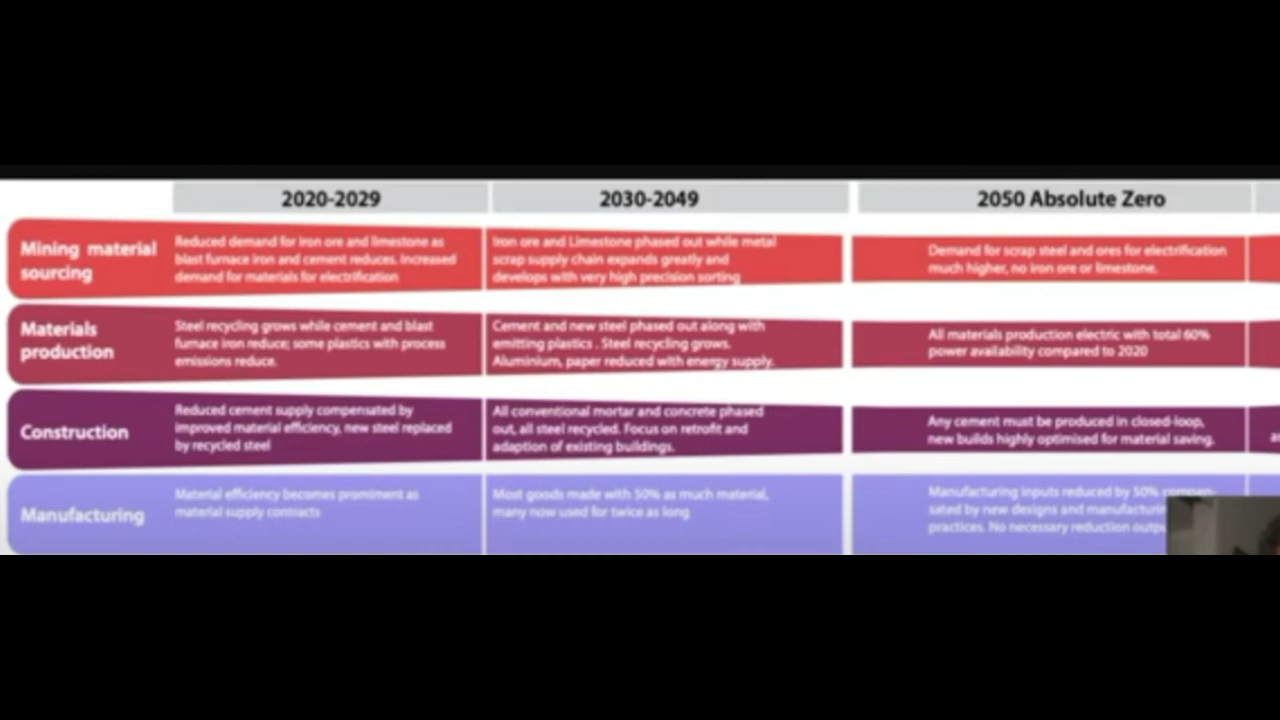 2020-2029
2030-2049
2050 Absolute Zero
Mining material
sourcing
Reduced demand for iron ore and limestone as
blast furnace iron and cement reduces. Increased
demand for materials for electrification
Iron ore and Limestone phased out while metal
scrap supply chain expands greatly and
develops with very high precision sorting
Demand for scrap steel and ores for electrification
much higher, no iron ore or limestone.
Materials
production
Steel recycling grows while cement and blast
furnace iron reduce; some plastics with process
emissions reduce.
Cement and new steel phased out along with
emitting plastics . Steel recycling grows.
Aluminium, paper reduced with energy supply.
All materials production electric with total 60%
power availability compared to 2020
Construction
Reduced cement supply compensated by
improved material efficiency, new steel replaced
by recycled steel
All conventional mortar and concrete phased
out, all steel recycled. Focus on retrofit and
adaption of existing buildings.
Any cement must be produced in closed-loop,
new builds highly optimised for material saving.
Manufacturing
Material efficiency becomes prominent as
material supply contracts
Most goods made with 50% as much material,
many now used for twice as long
Manufacturing inputs reduced by 50% compen-
sated by new designs and
practices. No necessary reduction